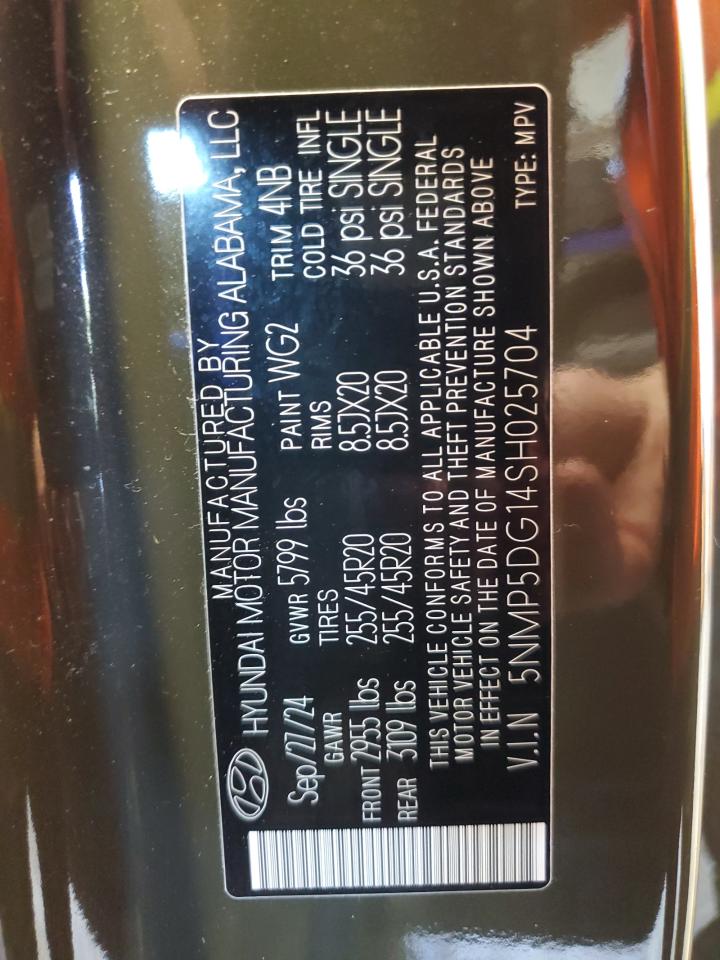 MANUFACTURED BY
HYUNDAI MOTOR MANUFACTURING ALABAMA, LLC
Sep/27/24 GVWR 5799 lbs PAINT WG2 TRIM 4NB
GAWR TIRES RIMS COLD TIRE INFL
FRONT 2955 lbs 255/45R20 8.5JX20 36 psi SINGLE
REAR 3109 lbs 255/45R20 8.5JX20 36 psi SINGLE
THIS VEHICLE CONFORMS TO ALL APPLICABLE U.S.A. FEDERAL
MOTOR VEHICLE SAFETY AND THEFT PREVENTION STANDARDS
IN EFFECT ON THE DATE OF MANUFACTURE SHOWN ABOVE
V.I.N 5NMP5DG14SH025704 TYPE: MPV